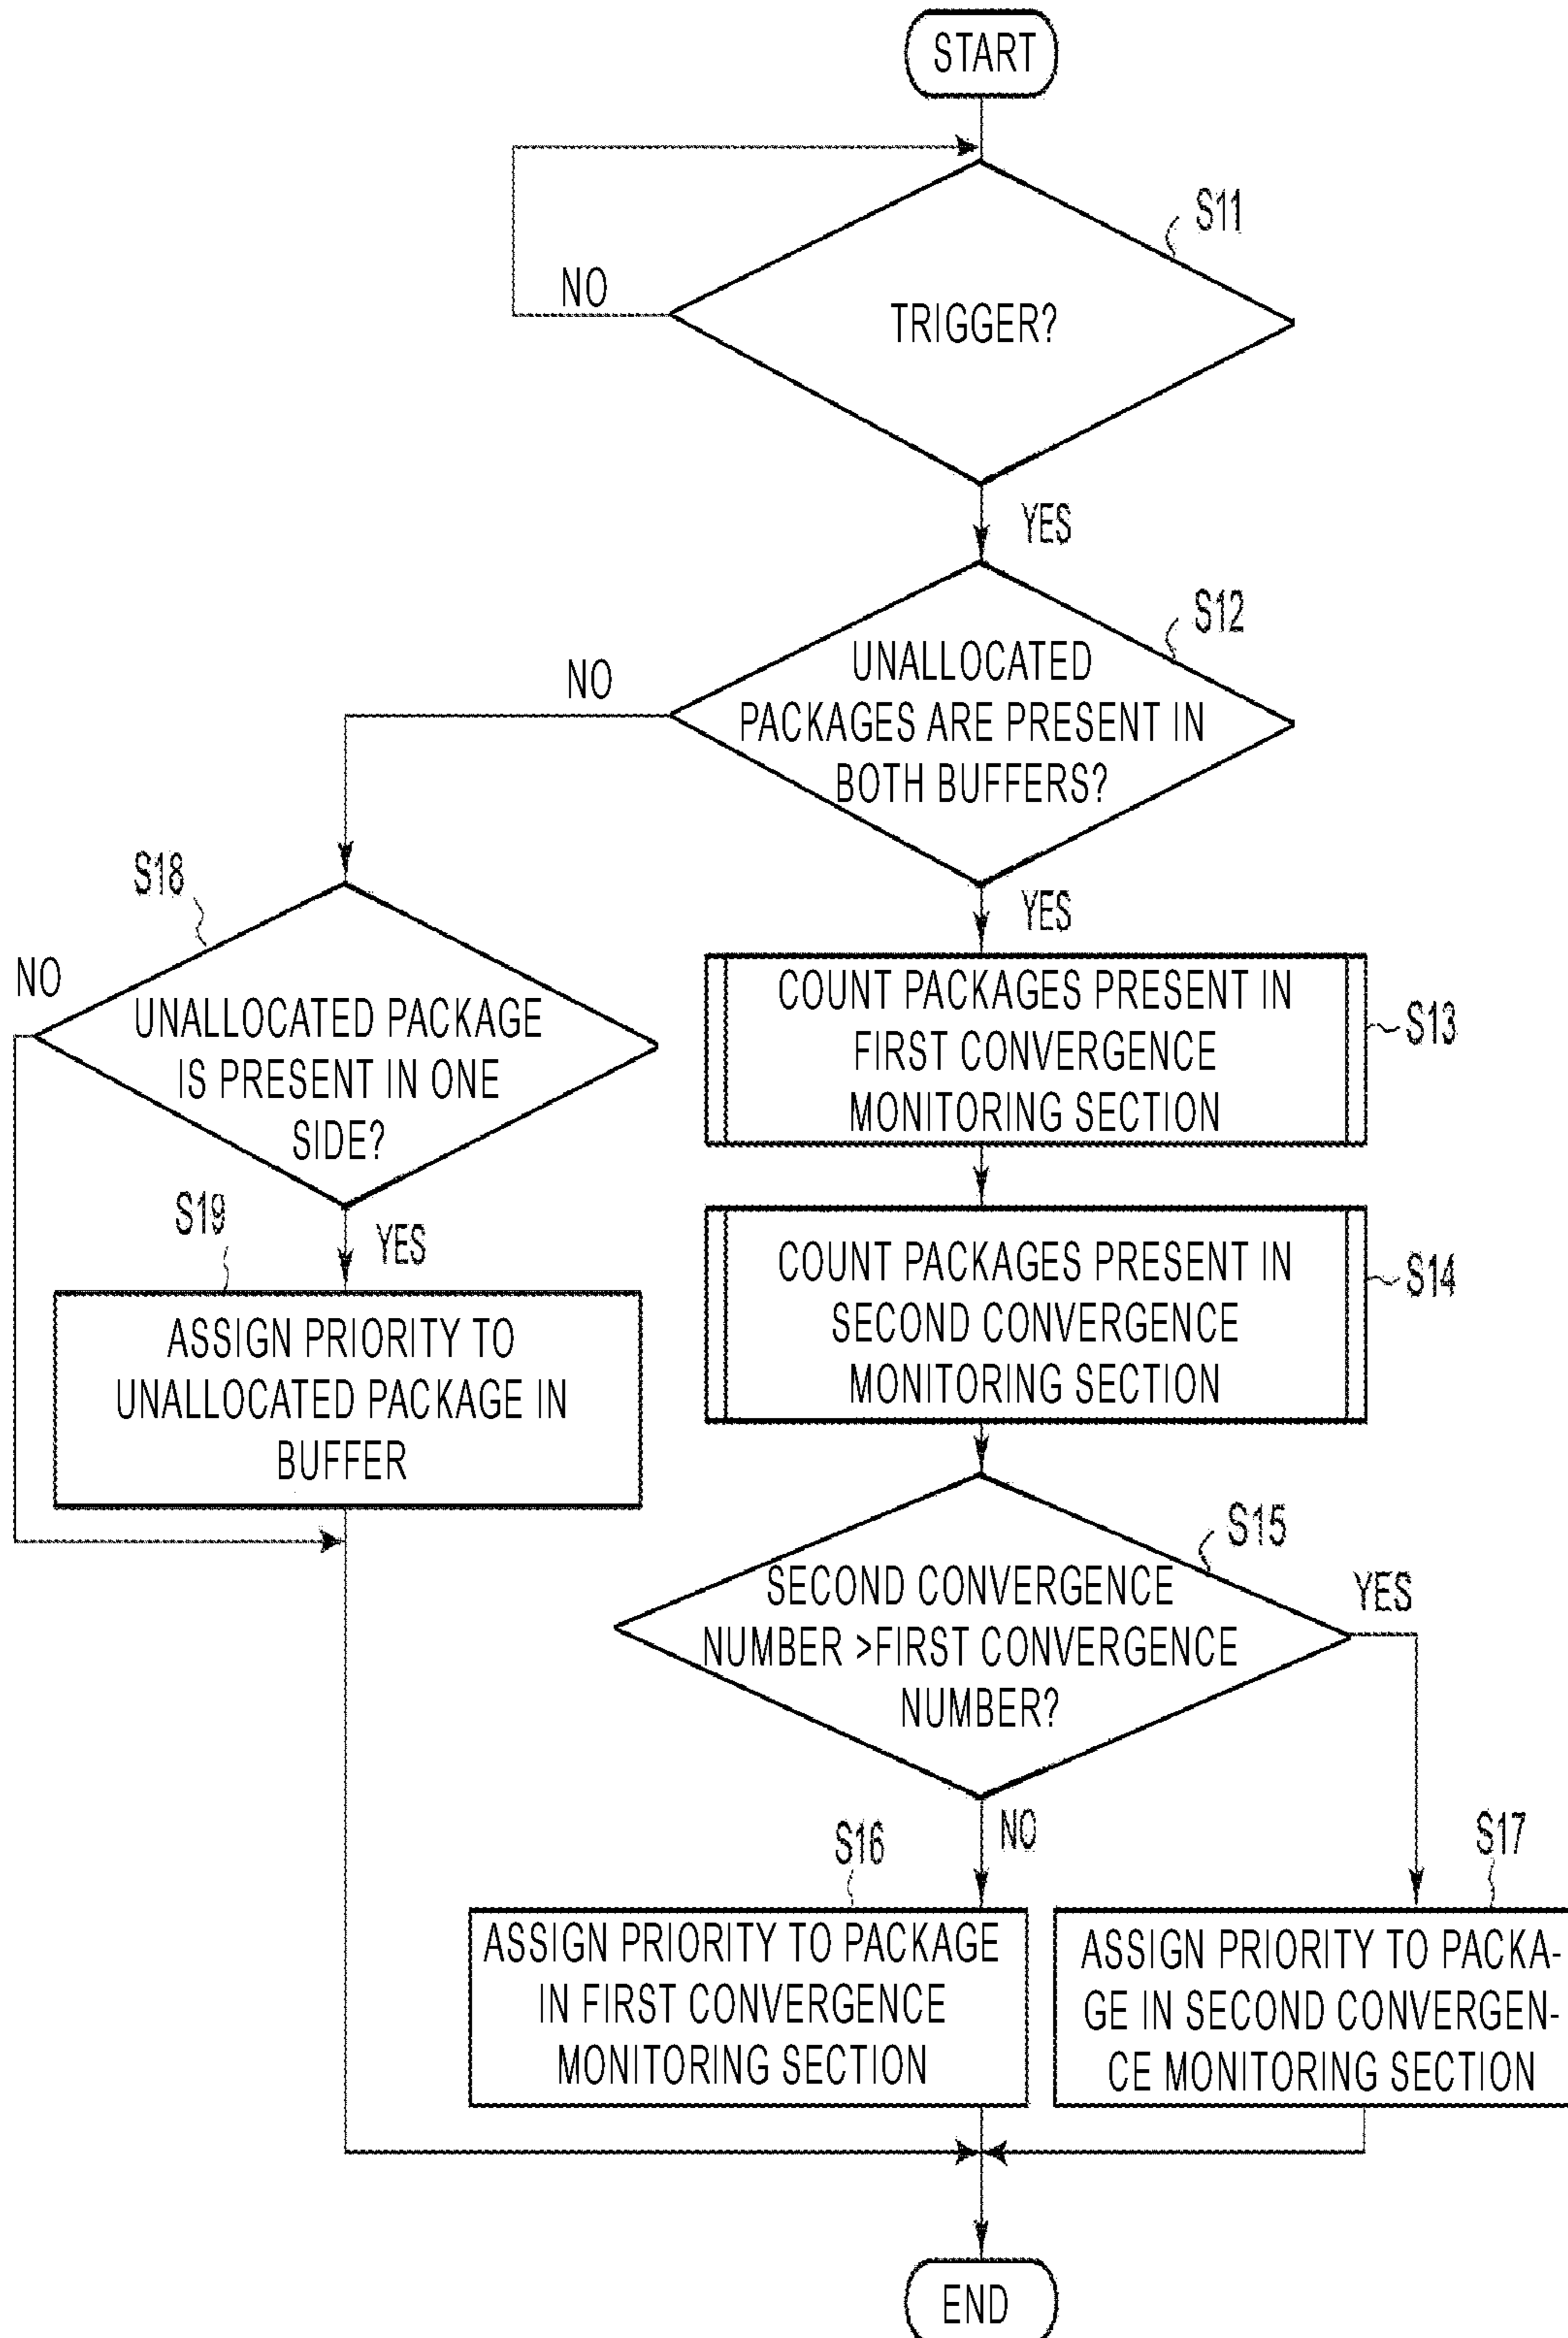 START
S11
NO
TRIGGER?
YES
S12
NO
UNALLOCATED
PACKAGES ARE PRESENT IN
BOTH BUFFERS?
S18
YES
NO
COUNT PACKAGES PRESENT IN
FIRST CONVERGENCE
MONITORING SECTION
S13
UNALLOCATED PACKAGE
IS PRESENT IN ONE
SIDE?
S19
YES
COUNT PACKAGES PRESENT IN
SECOND CONVERGENCE
MONITORING SECTION
S14
ASSIGN PRIORITY TO
UNALLOCATED PACKAGE IN
BUFFER
S15
SECOND CONVERGENCE
NUMBER >FIRST CONVERGENCE
NUMBER?
YES
NO
S16
S17
ASSIGN PRIORITY TO PACKAGE
IN FIRST CONVERGENCE
MONITORING SECTION
ASSIGN PRIORITY TO PACKA-
GE IN SECOND CONVERGEN-
CE MONITORING SECTION
END